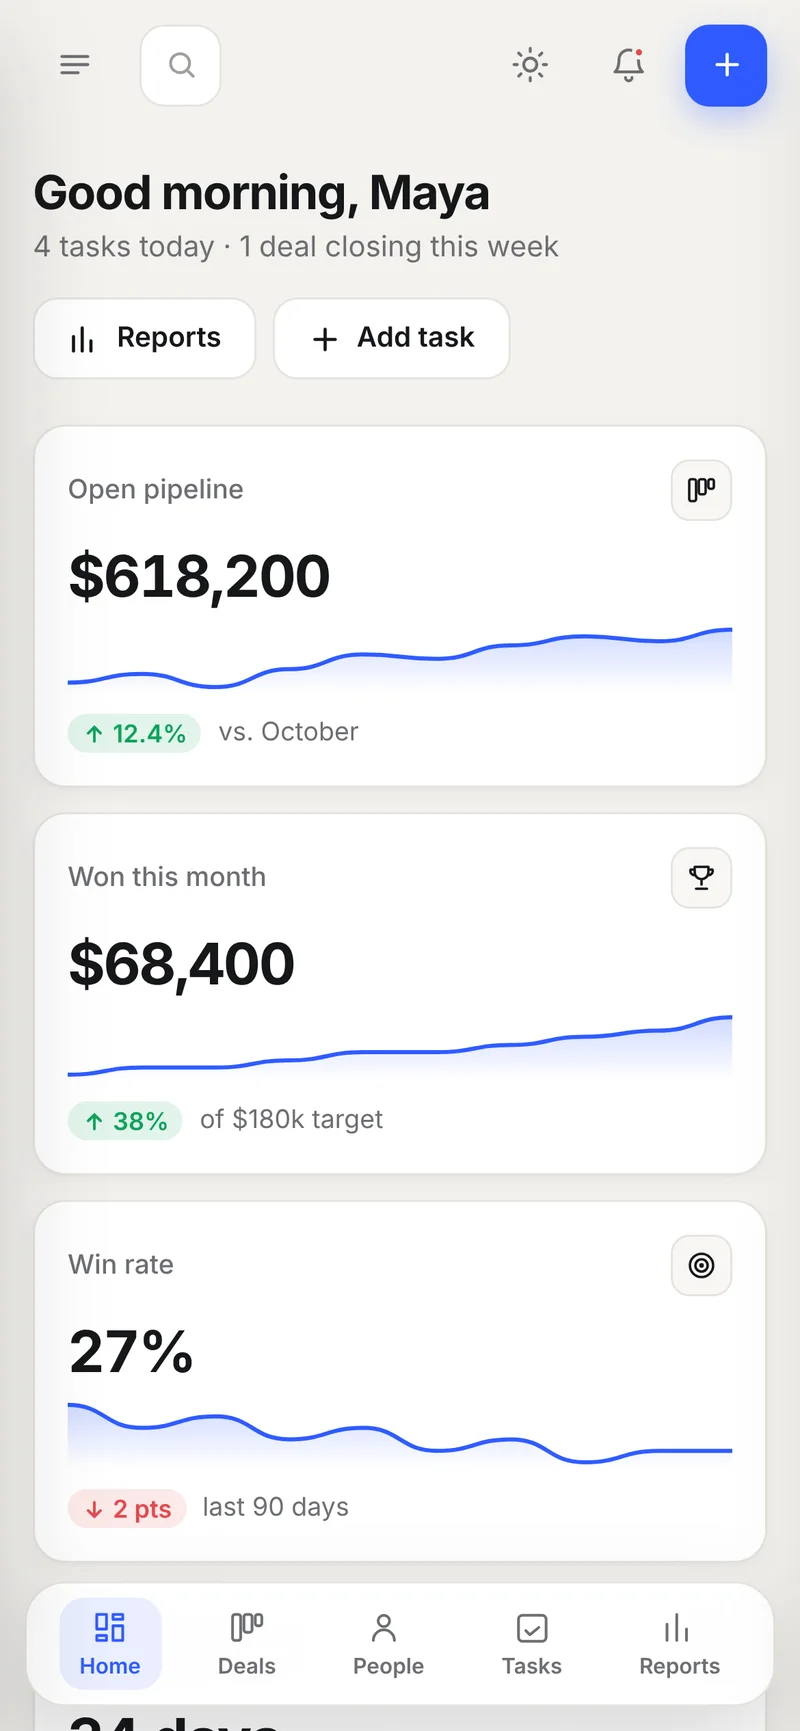 Good morning, Maya
4 tasks today · 1 deal closing this week
Reports
Add task
Open pipeline
$618,200
↑ 12.4% vs. October
Won this month
$68,400
↑ 38% of $180k target
Win rate
27%
↓ 2 pts last 90 days
Home Deals People Tasks Reports